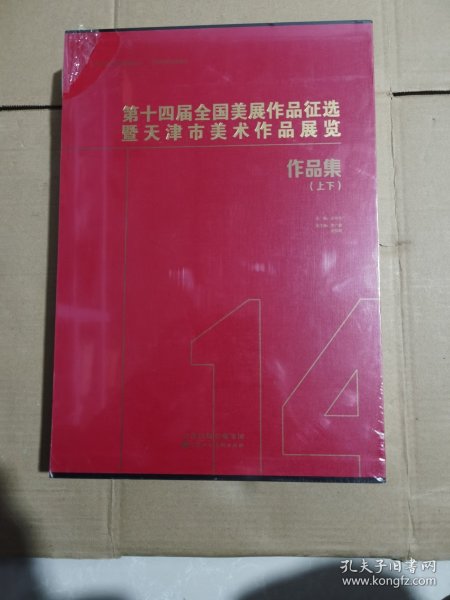 第十四届全国美展作品征选
暨天津市美术作品展览
作品集
（上下）
14
孔夫子旧书网
www.kongfz.com